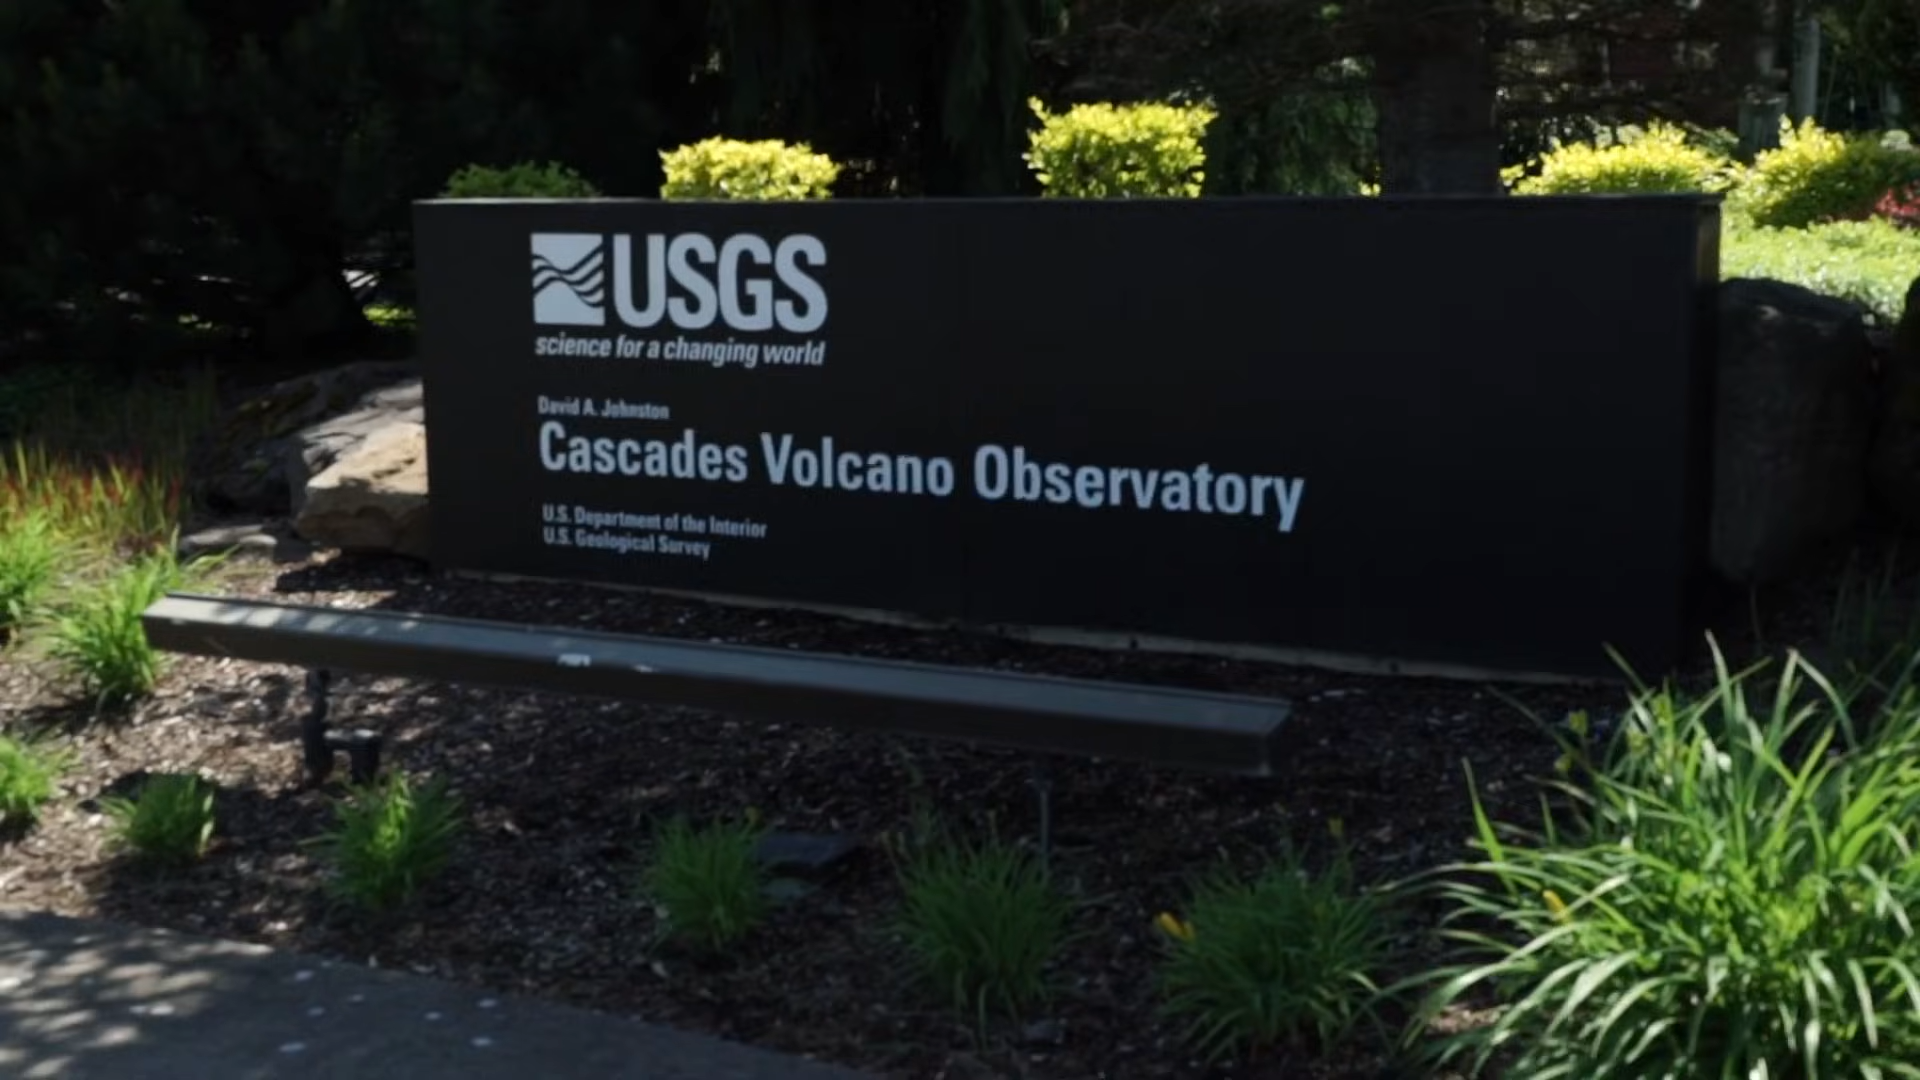 USGS
science for a changing world
David A. Johnston
Cascades Volcano Observatory
U.S. Department of the Interior
U.S. Geological Survey